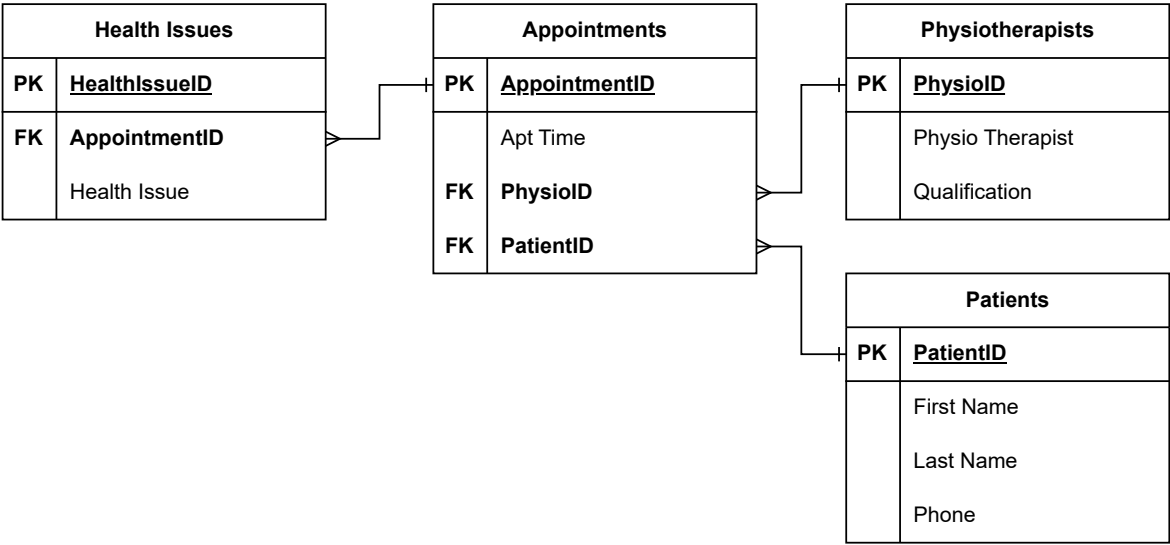 Health Issues
PK HealthIssueID
FK AppointmentID
Health Issue
Appointments
PK AppointmentID
Apt Time
FK PhysioID
FK PatientID
Physiotherapists
PK PhysioID
Physio Therapist
Qualification
Patients
PK PatientID
First Name
Last Name
Phone